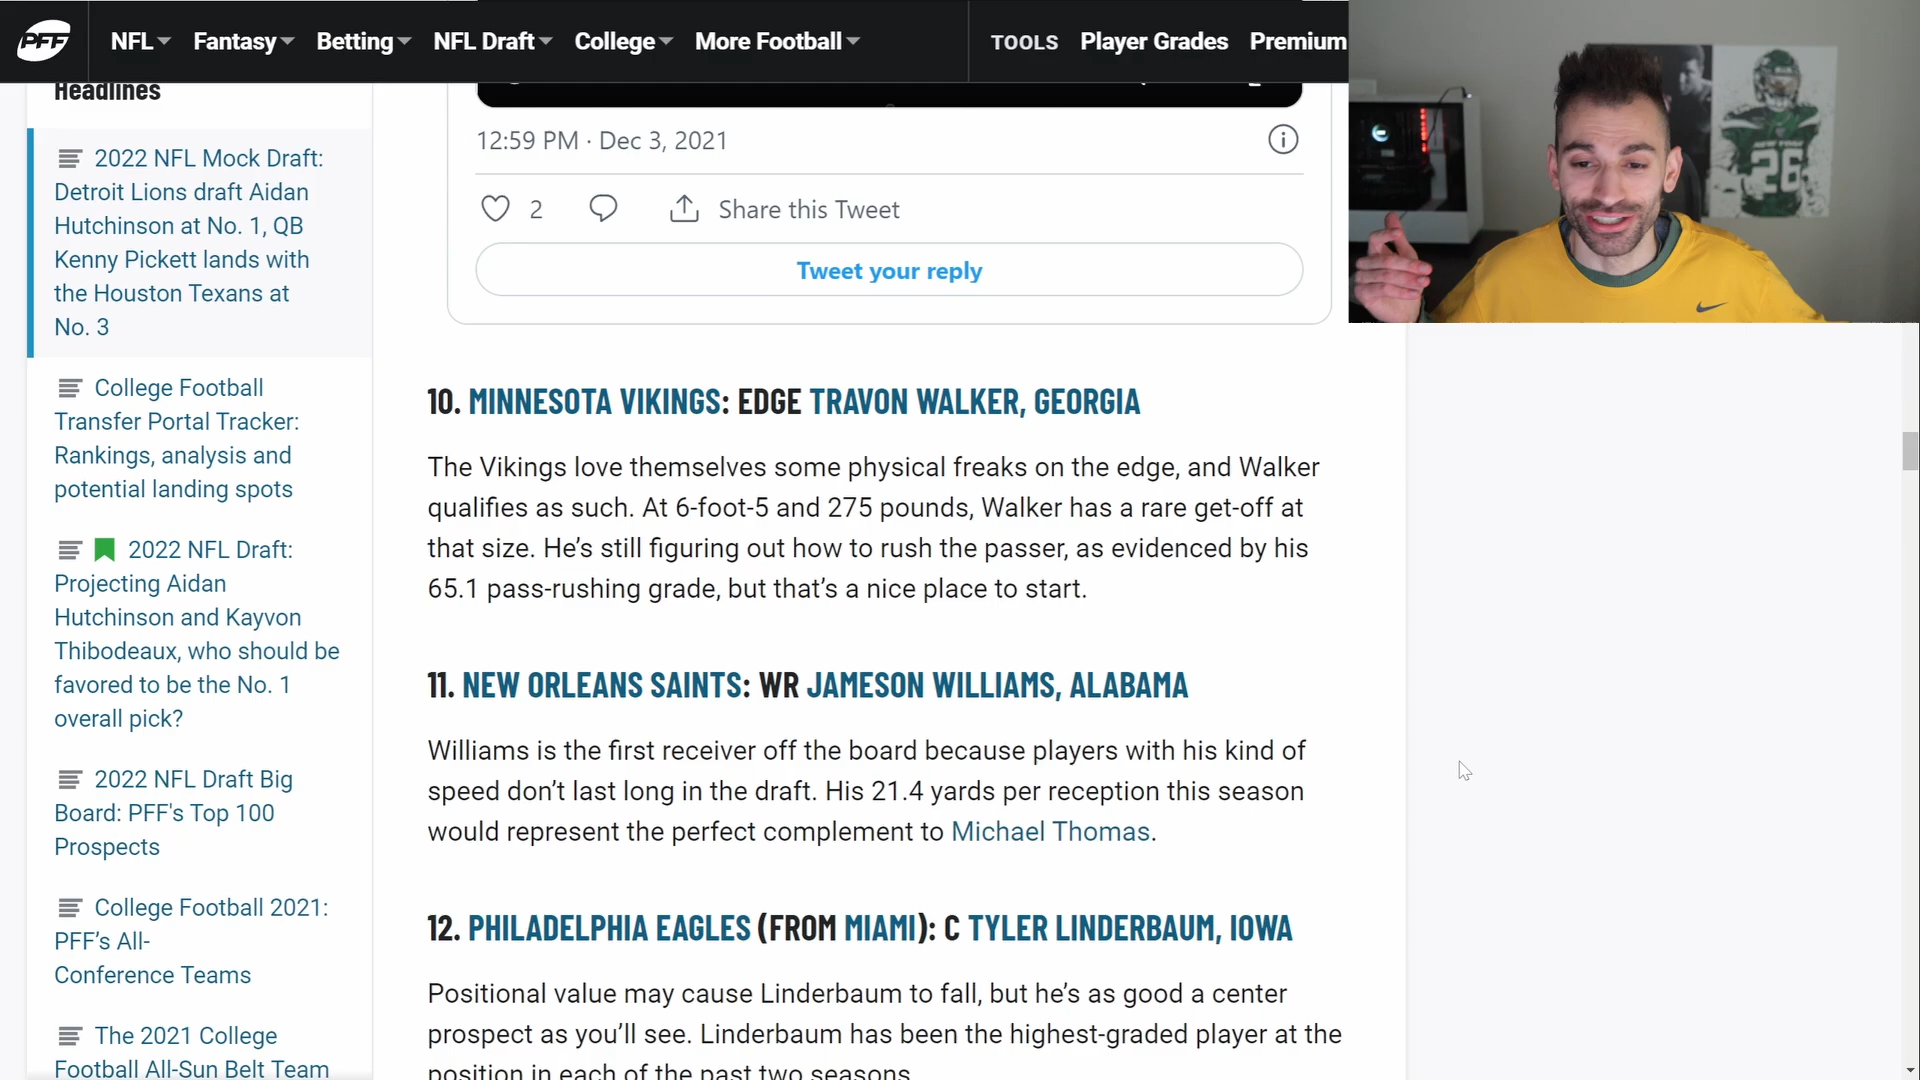 PFF
NFL
Fantasy
Betting
NFL Draft
College
More Football
TOOLS
Player Grades
Premium
Headlines
2022 NFL Mock Draft:
Detroit Lions draft Aidan
Hutchinson at No. 1, QB
Kenny Pickett lands with
the Houston Texans at
No. 3
College Football
Transfer Portal Tracker:
Rankings, analysis and
potential landing spots
2022 NFL Draft:
Projecting Aidan
Hutchinson and Kayvon
Thibodeaux, who should be
favored to be the No. 1
overall pick?
2022 NFL Draft Big
Board: PFF's Top 100
Prospects
College Football 2021:
PFF’s All-
Conference Teams
The 2021 College
Football All-Sun Belt Team
12:59 PM · Dec 3, 2021
2
Share this Tweet
Tweet your reply
10. MINNESOTA VIKINGS: EDGE TRAVON WALKER, GEORGIA
The Vikings love themselves some physical freaks on the edge, and Walker
qualifies as such. At 6-foot-5 and 275 pounds, Walker has a rare get-off at
that size. He’s still figuring out how to rush the passer, as evidenced by his
65.1 pass-rushing grade, but that’s a nice place to start.
11. NEW ORLEANS SAINTS: WR JAMESON WILLIAMS, ALABAMA
Williams is the first receiver off the board because players with his kind of
speed don’t last long in the draft. His 21.4 yards per reception this season
would represent the perfect complement to Michael Thomas.
12. PHILADELPHIA EAGLES (FROM MIAMI): C TYLER LINDERBAUM, IOWA
Positional value may cause Linderbaum to fall, but he’s as good a center
prospect as you’ll see. Linderbaum has been the highest-graded player at the
position in each of the past two seasons
NEW YORK
26